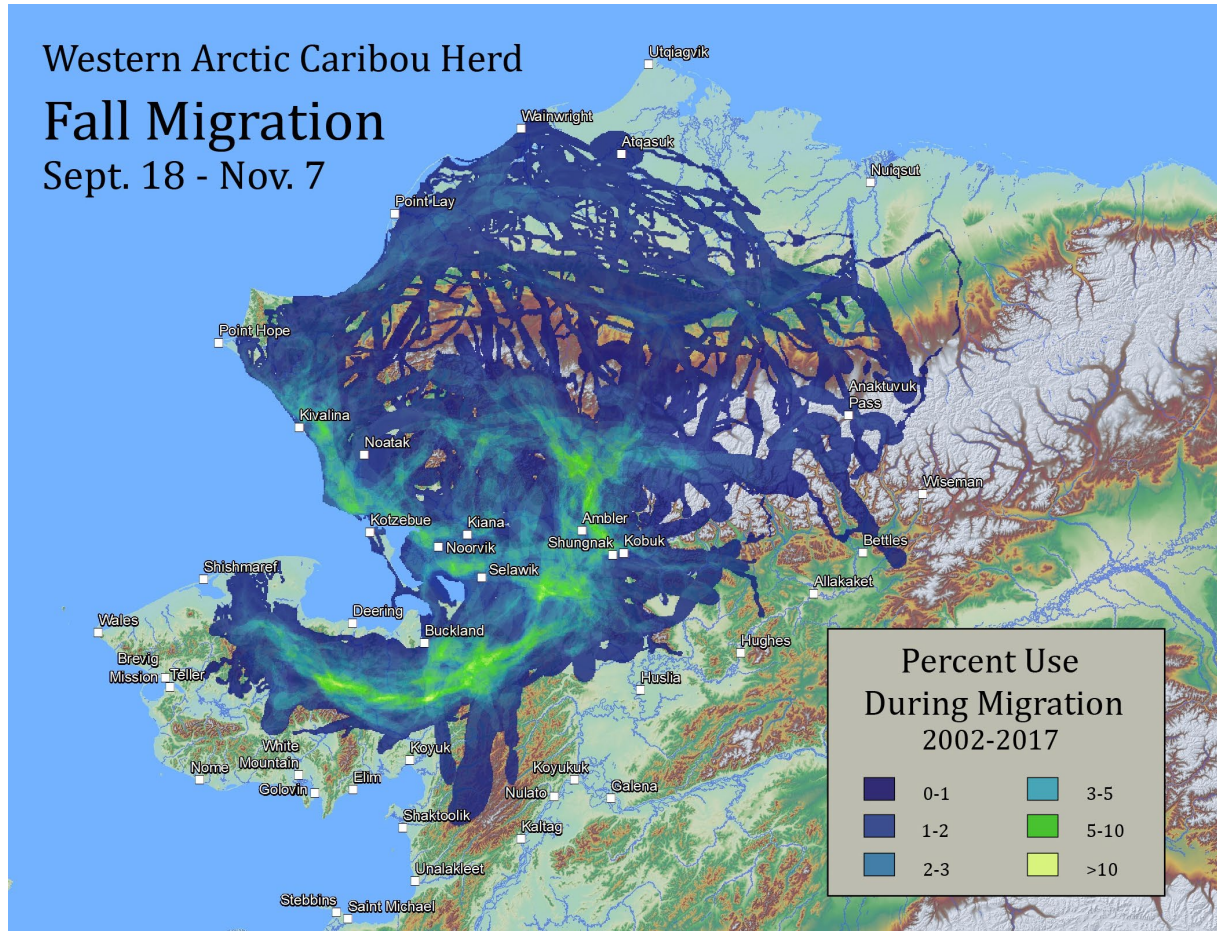 Western Arctic Caribou Herd
Fall Migration
Sept. 18 - Nov. 7
Utqiagvik
Wainwright
Atqasuk
Nuiqsut
Point Lay
Point Hope
Anaktuvuk
Pass
Kivalina
Noatak
Wiseman
Kotzebue
Kiana
Ambler
Noorvik
Shungnak
Kobuk
Bettles
Shishmaref
Selawik
Allakaket
Deering
Wales
Buckland
Hughes
Brevig
Mission
Teller
Huslia
White
Mountain
Koyuk
Nome
Golovin
Elim
Koyukuk
Nulato
Galena
Shaktoolik
Kaltag
Unalakleet
Stebbins
Saint Michael
Percent Use
During Migration
2002-2017
0-1
3-5
1-2
5-10
2-3
>10